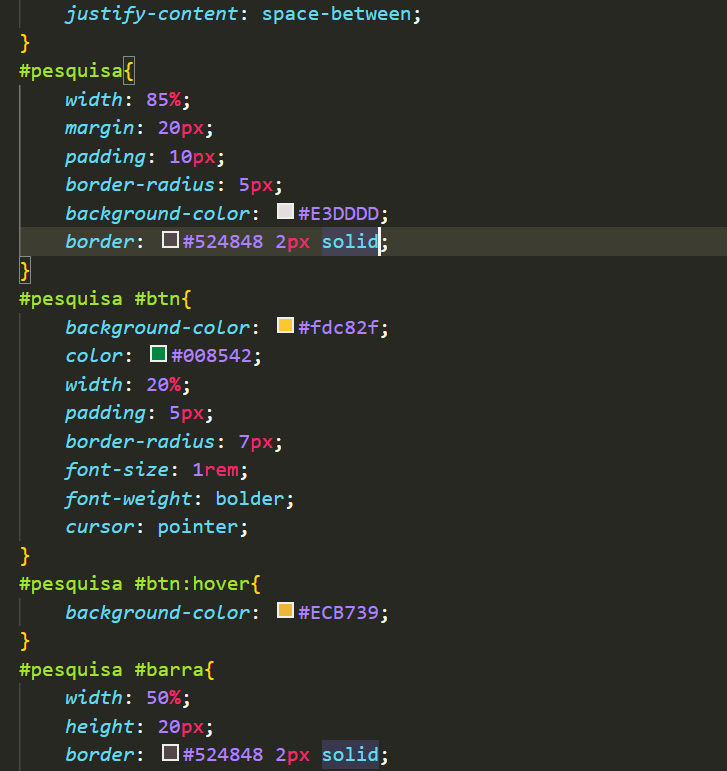 justify-content: space-between;
}
#pesquisa{
width: 85%;
margin: 20px;
padding: 10px;
border-radius: 5px;
background-color: #E3DDDD;
border: #524848 2px solid;
}
#pesquisa #btn{
background-color: #fdc82f;
color: #008542;
width: 20%;
padding: 5px;
border-radius: 7px;
font-size: 1rem;
font-weight: bolder;
cursor: pointer;
}
#pesquisa #btn:hover{
background-color: #ECB739;
}
#pesquisa #barra{
width: 50%;
height: 20px;
border: #524848 2px solid;